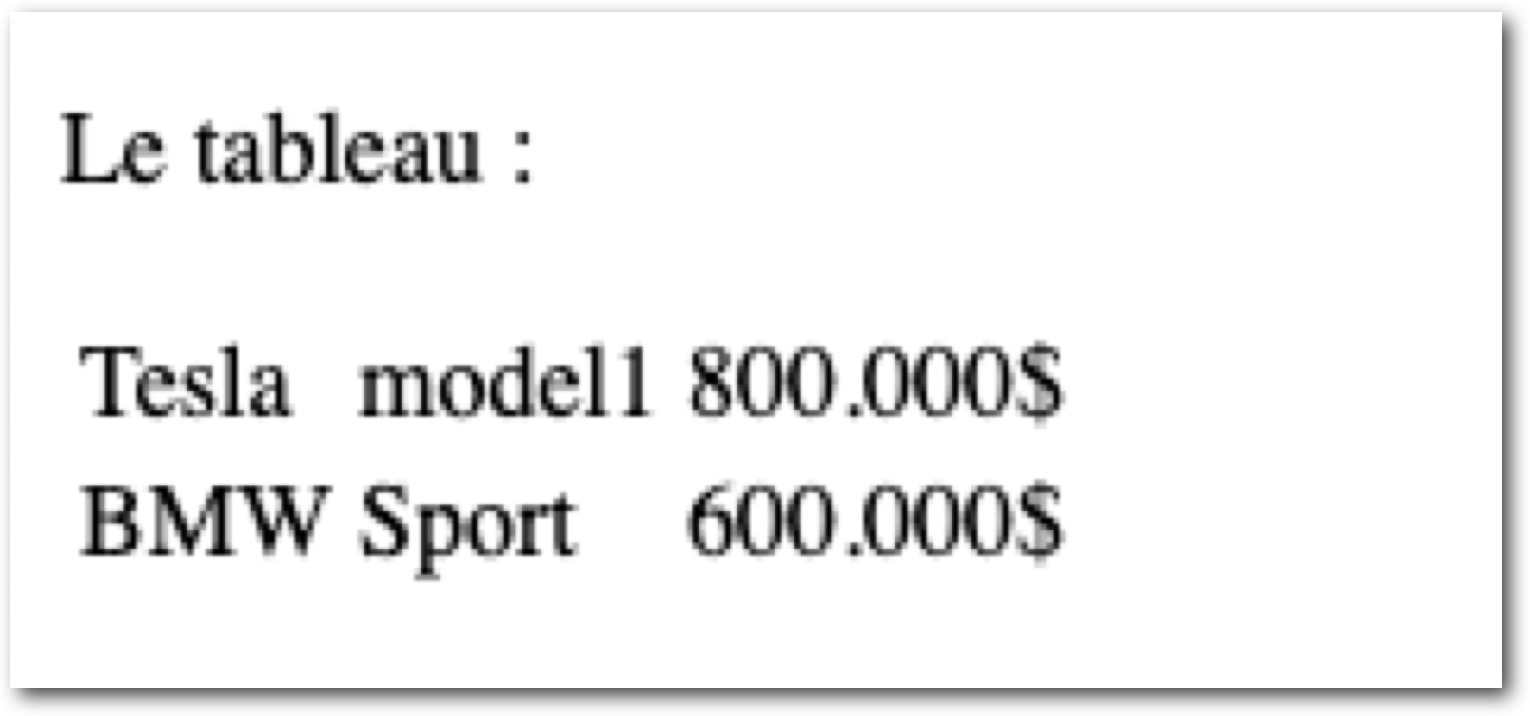 Le tableau :
Tesla model1 800.000$
BMW Sport 600.000$